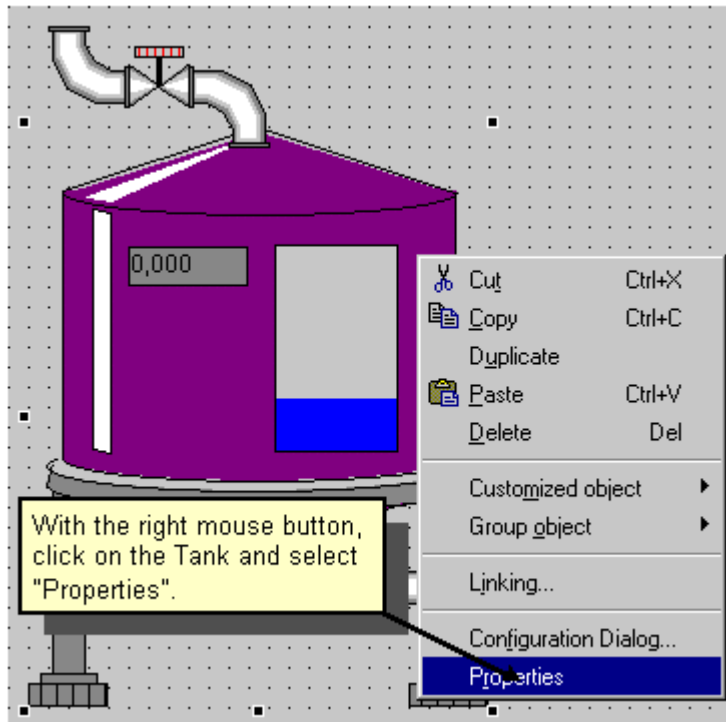 0,000
Cut Ctrl+X
Copy Ctrl+C
Duplicate
Paste Ctrl+V
Delete Del
Customized object
Group object
Linking...
Configuration Dialog...
Properties
With the right mouse button,
click on the Tank and select
"Properties".